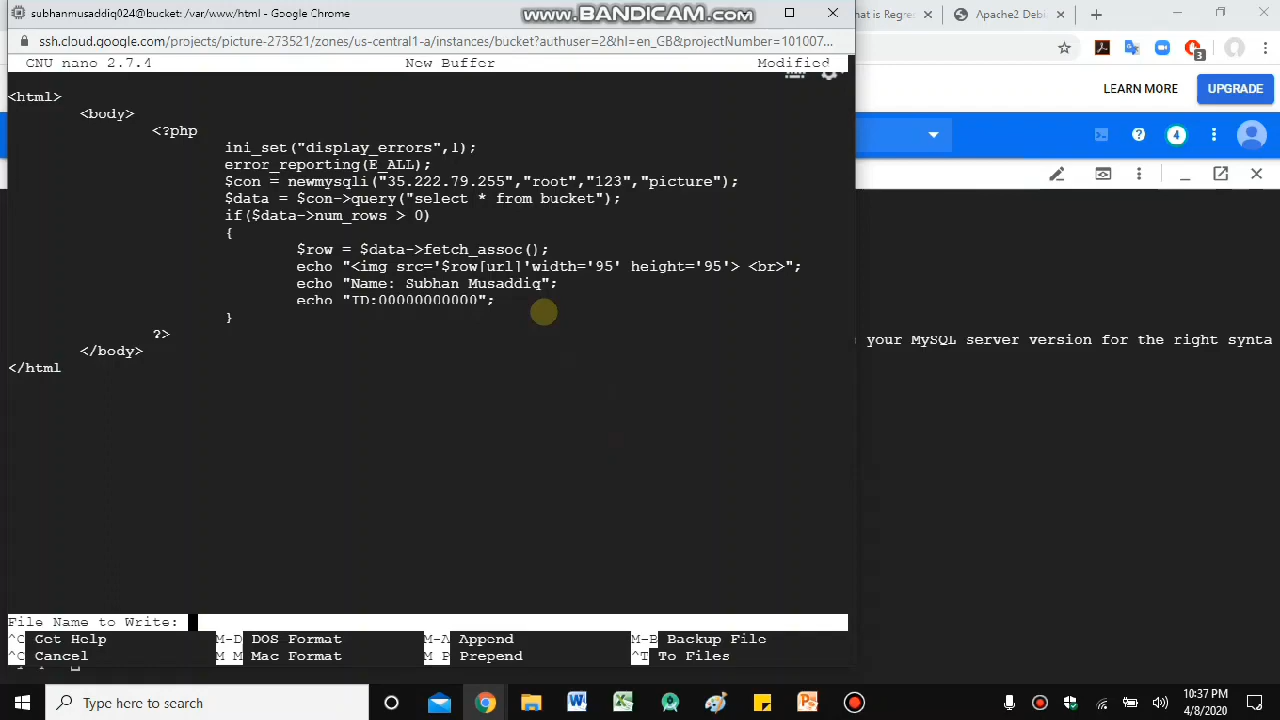 subhanmusaddiq024@bucket: /var/www/html - Google Chrome
www.BANDICAM.com
Apache2 Debi
ssh.cloud.google.com/projects/picture-273521/zones/us-central1-a/instances/bucket?authuser=2&hl=en_GB&projectNumber=101007...
3
GNU nano 2.7.4 New Buffer Modified
LEARN MORE UPGRADE
4
<html>
<body>
<?php
ini_set("display_errors",1);
error_reporting(E_ALL);
$con = newmysqli("35.222.79.255","root","123","picture");
$data = $con->query("select * from bucket");
if($data->num_rows > 0)
{
$row = $data->fetch_assoc();
echo "<img src='$row[url]'width='95' height='95'> <br>";
echo "Name: Subhan Musaddiq";
echo "ID:00000000000";
}
?>
</body>
</html
your MySQL server version for the right synta
File Name to Write:
^G Get Help M-D DOS Format M-A Append M-B Backup File
^C Cancel M-M Mac Format M-P Prepend ^T To Files
Type here to search
10:37 PM
4/8/2020